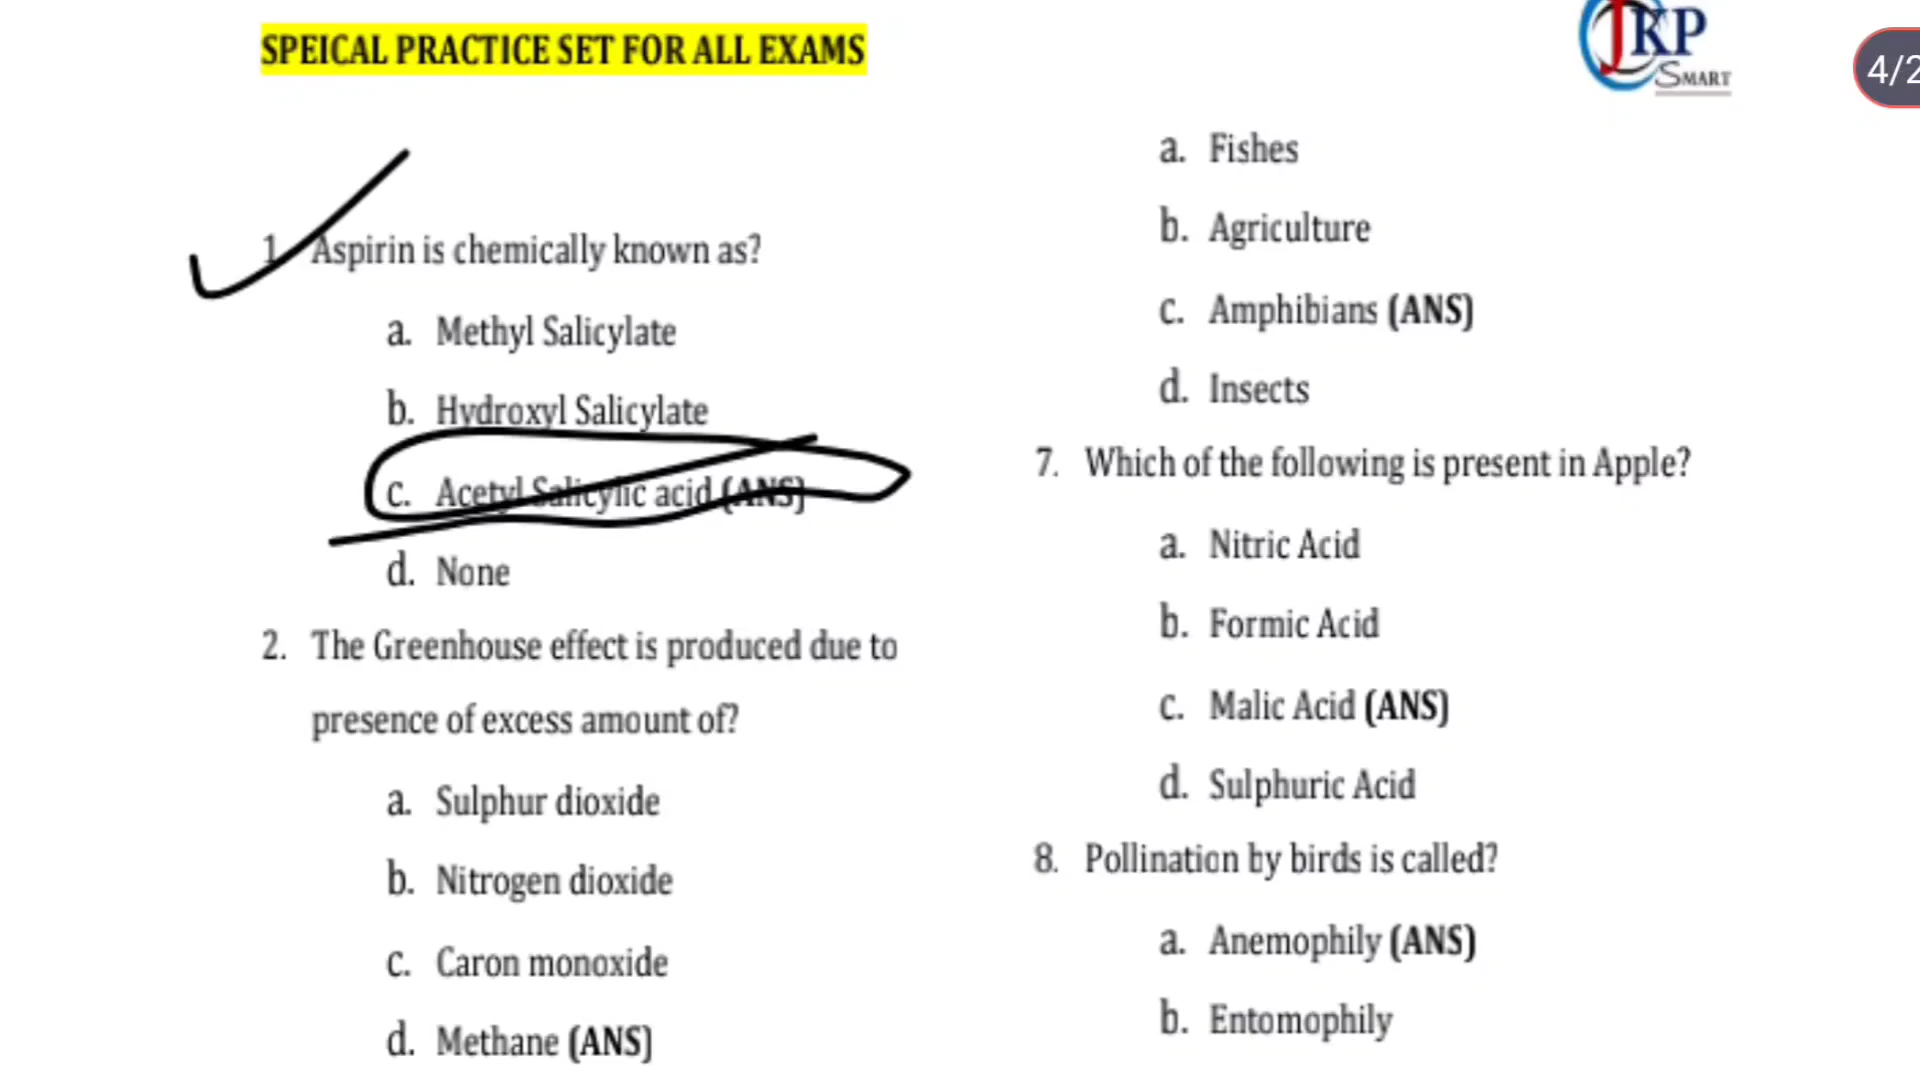 SPEICAL PRACTICE SET FOR ALL EXAMS
JKP
SMART
4/2
1. Aspirin is chemically known as?
a. Methyl Salicylate
b. Hydroxyl Salicylate
c. Acetyl Salicylic acid (ANS)
d. None
2. The Greenhouse effect is produced due to
presence of excess amount of?
a. Sulphur dioxide
b. Nitrogen dioxide
c. Caron monoxide
d. Methane (ANS)
a. Fishes
b. Agriculture
c. Amphibians (ANS)
d. Insects
7. Which of the following is present in Apple?
a. Nitric Acid
b. Formic Acid
c. Malic Acid (ANS)
d. Sulphuric Acid
8. Pollination by birds is called?
a. Anemophily (ANS)
b. Entomophily